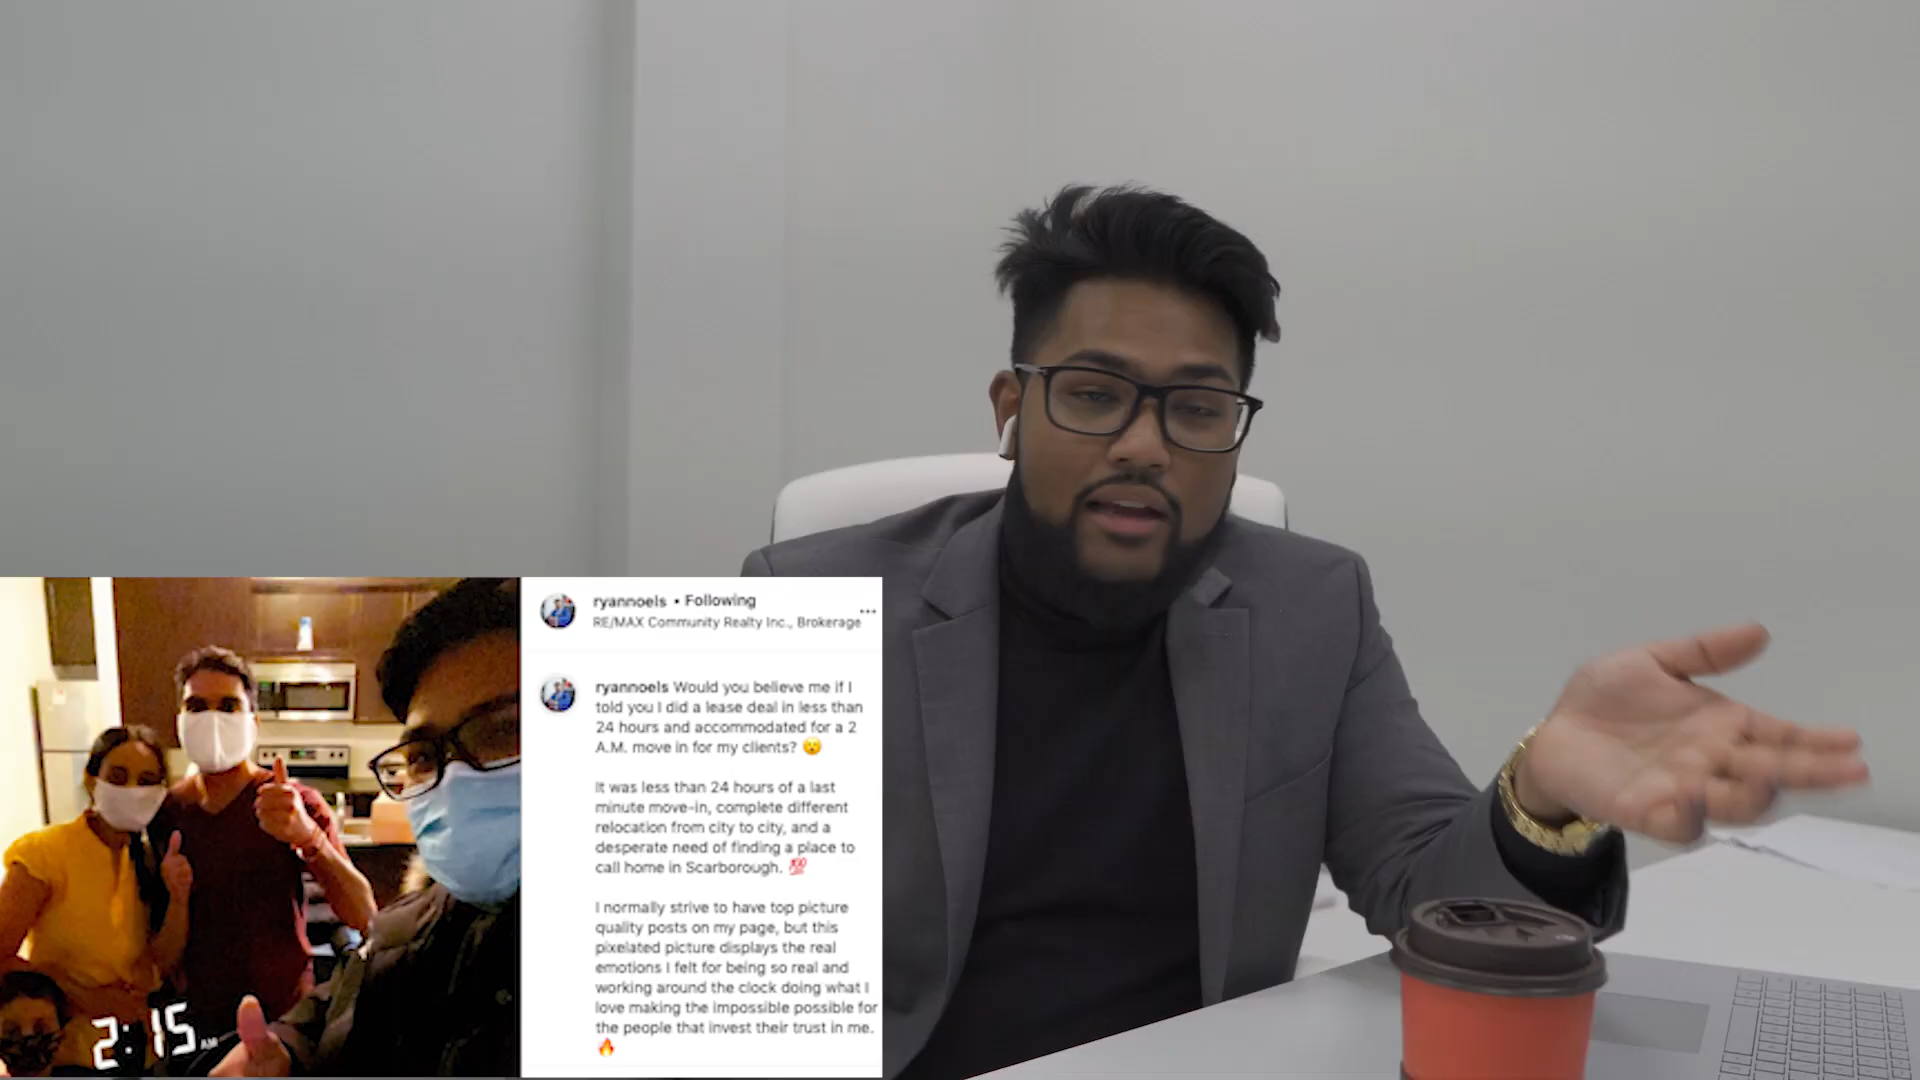 ryannoels • Following
RE/MAX Community Realty Inc., Brokerage
ryannoels Would you believe me if I
told you I did a lease deal in less than
24 hours and accommodated for a 2
A.M. move in for my clients? 😯
It was less than 24 hours of a last
minute move-in, complete different
relocation from city to city, and a
desperate need of finding a place to
call home in Scarborough. 💯
I normally strive to have top picture
quality posts on my page, but this
pixelated picture displays the real
emotions I felt for being so real and
working around the clock doing what I
love making the impossible possible for
the people that invest their trust in me.
🔥
2:15 AM